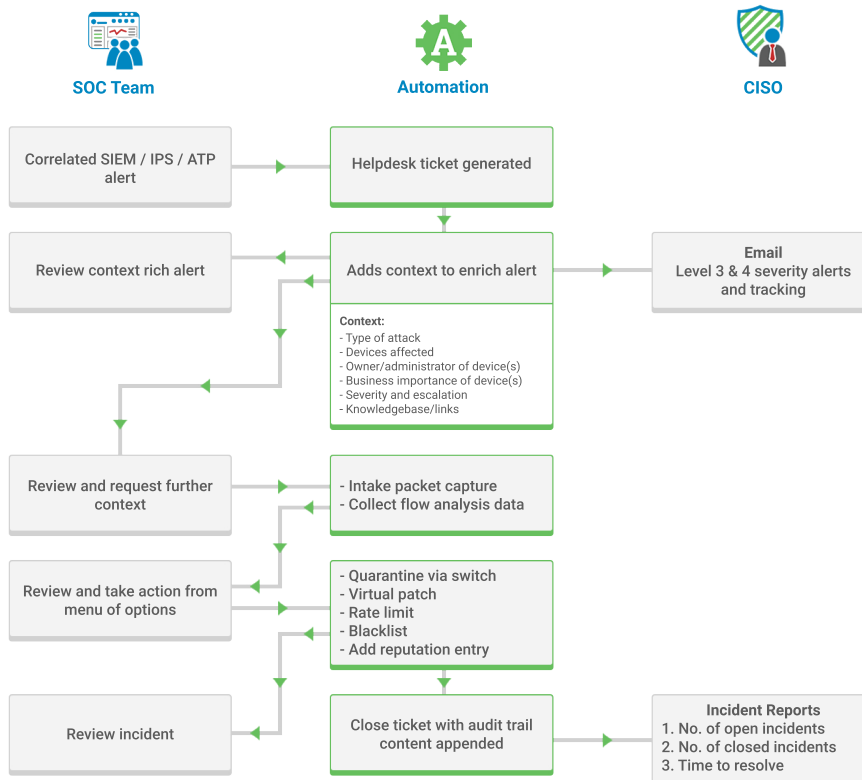 SOC Team
Automation
CISO
Correlated SIEM / IPS / ATP
alert
Helpdesk ticket generated
Review context rich alert
Adds context to enrich alert
Email
Level 3 & 4 severity alerts
and tracking
Context:
- Type of attack
- Devices affected
- Owner/administrator of device(s)
- Business importance of device(s)
- Severity and escalation
- Knowledgebase/links
Review and request further
context
- Intake packet capture
- Collect flow analysis data
Review and take action from
menu of options
- Quarantine via switch
- Virtual patch
- Rate limit
- Blacklist
- Add reputation entry
Review incident
Close ticket with audit trail
content appended
Incident Reports
1. No. of open incidents
2. No. of closed incidents
3. Time to resolve